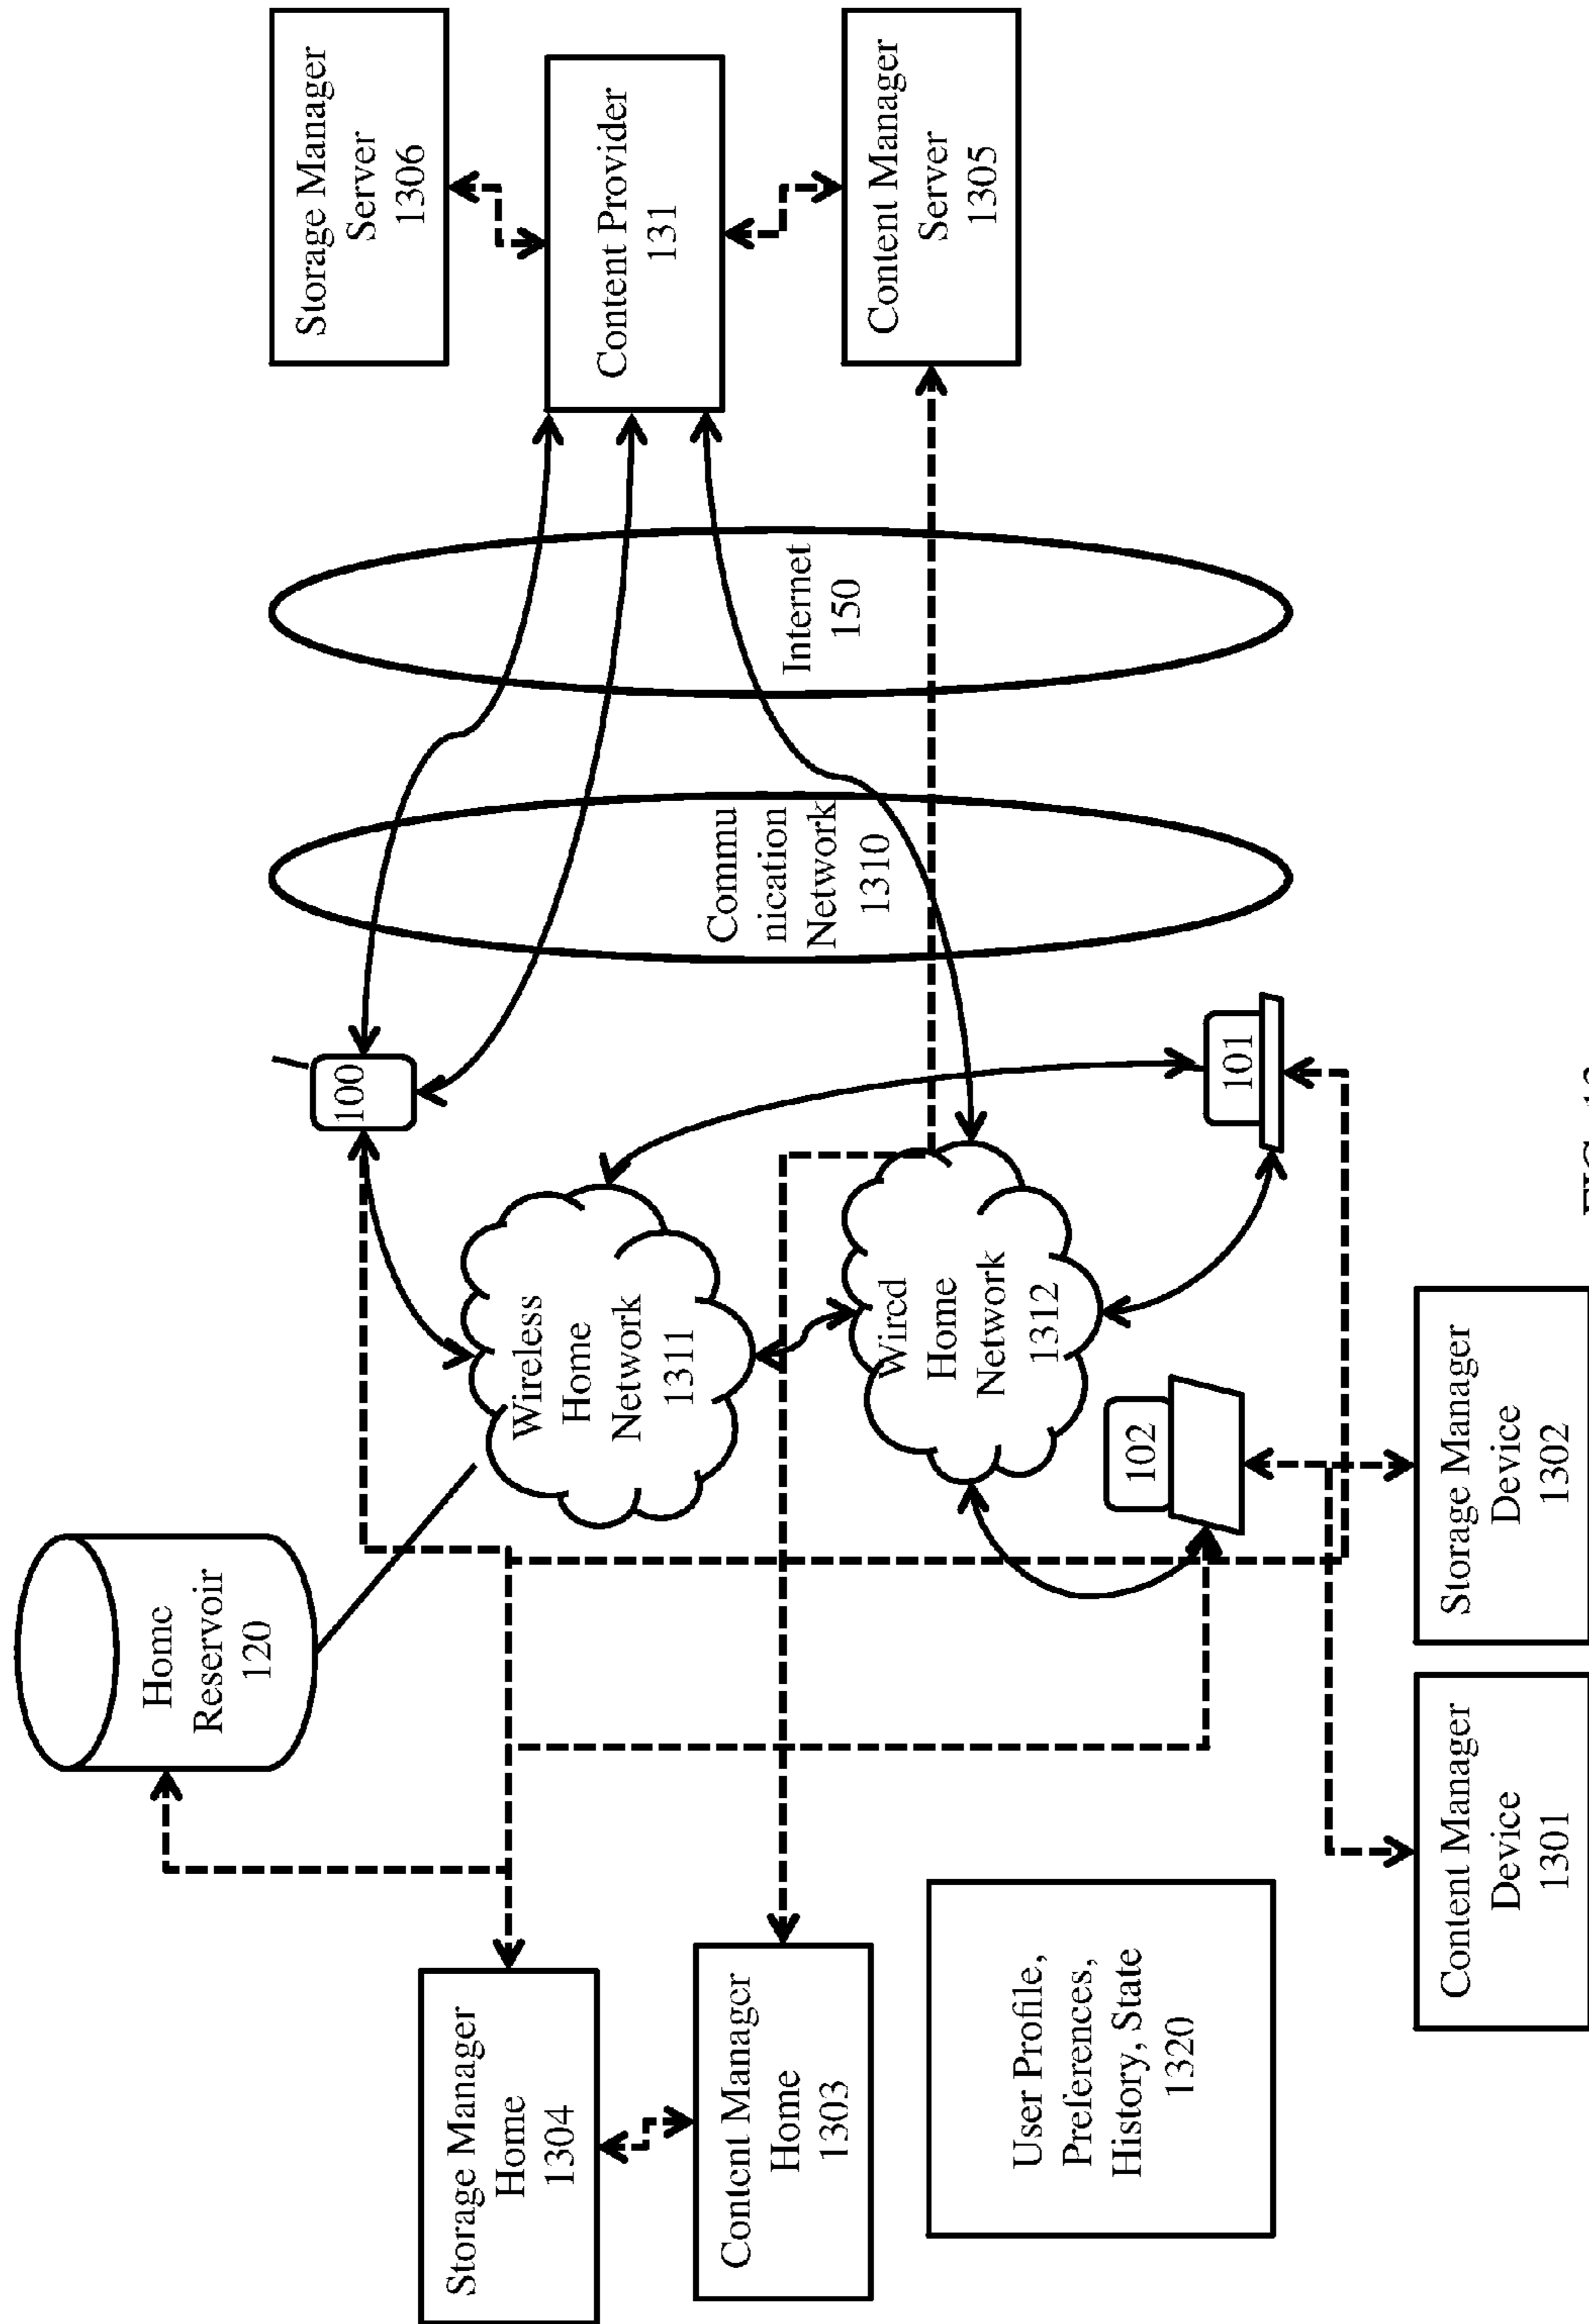 Home
Reservoir
120
Storage Manager
Server
1306
100
Storage Manager
Home
1304
Wireless
Home
Network
1311
Content Provider
131
Content Manager
Home
1303
Commu
nication
Network
1310
Internet
150
Wired
Home
Network
1312
Content Manager
Server
1305
User Profile,
Preferences,
History, State
1320
102
101
Content Manager
Device
1301
Storage Manager
Device
1302
FIG.